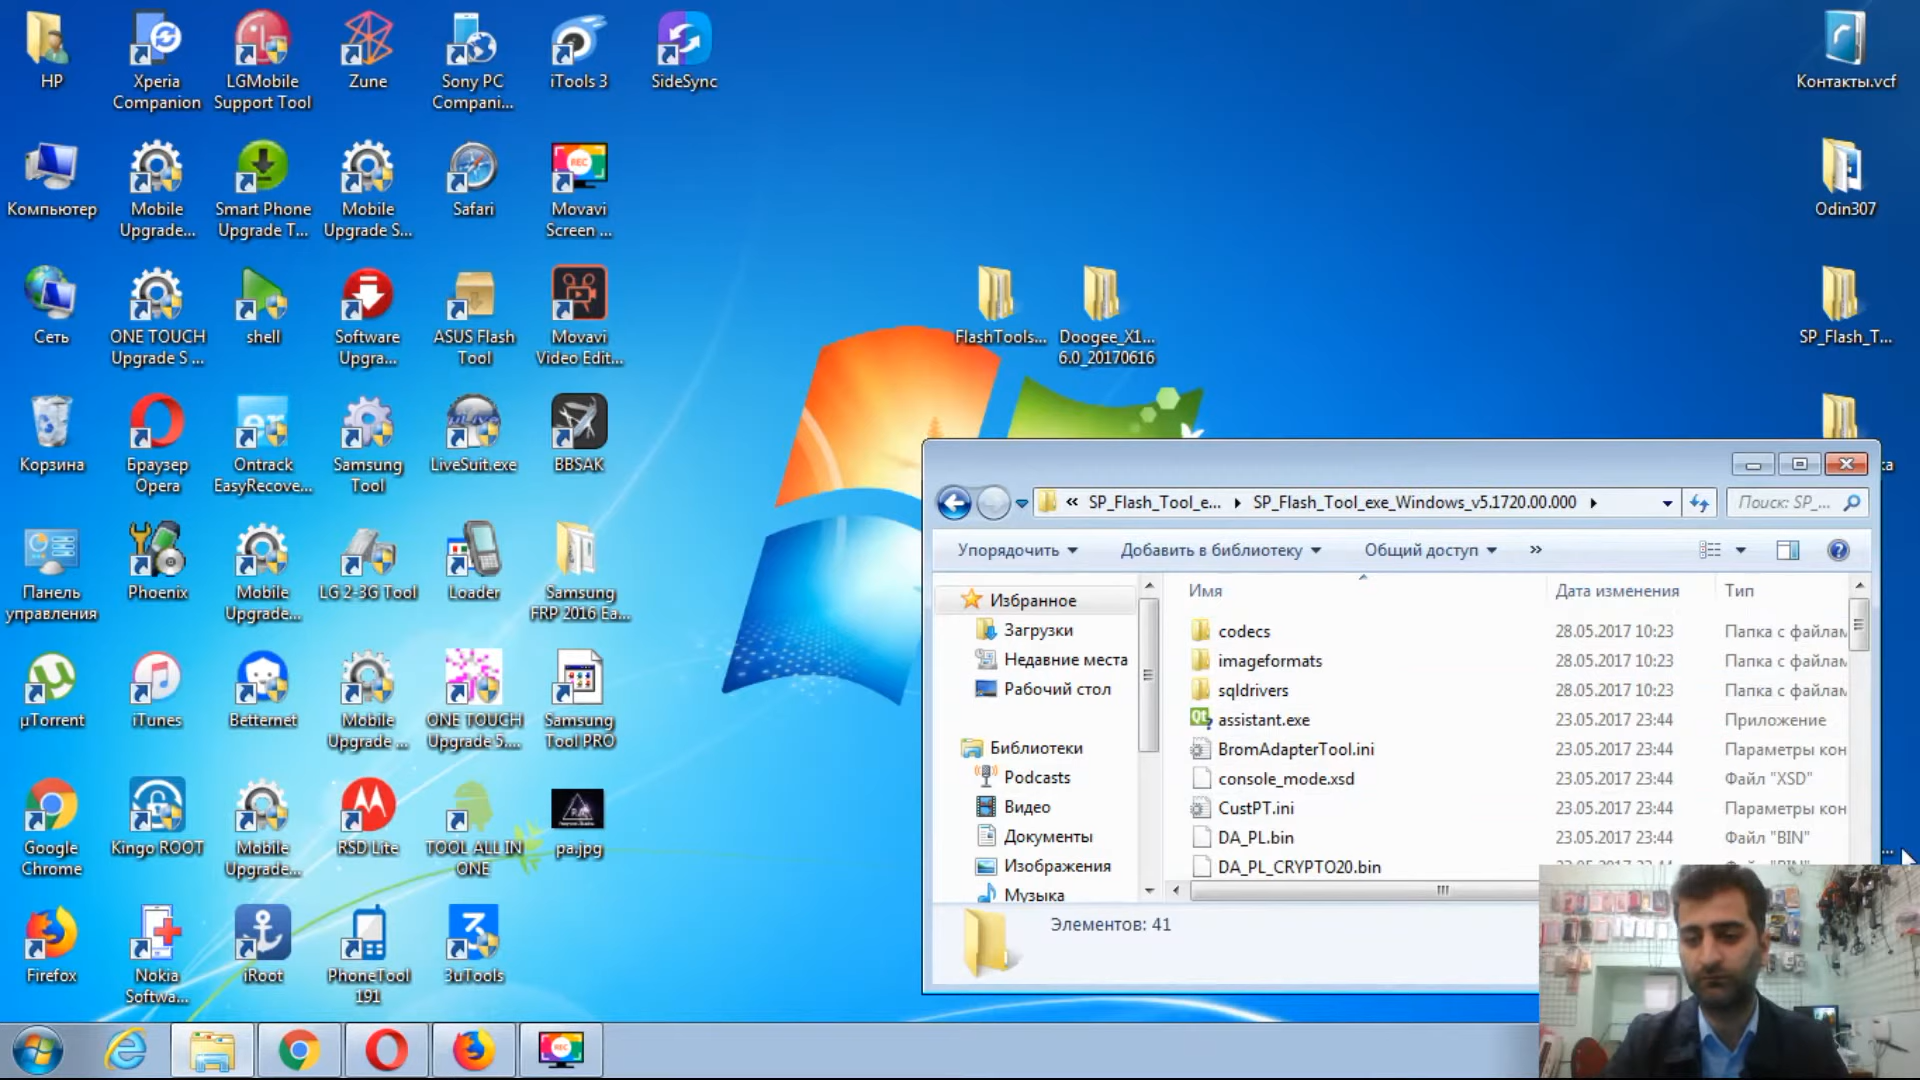 HP
Xperia
Companion
LGMobile
Support Tool
Zune
Sony PC
Compani...
iTools 3
SideSync
Контакты.vcf
Компьютер
Mobile
Upgrade...
Smart Phone
Upgrade T...
Mobile
Upgrade S...
Safari
REC
Movavi
Screen ...
Odin307
Сеть
ONE TOUCH
Upgrade S ...
shell
Software
Upgra...
ASUS Flash
Tool
Movavi
Video Edit...
FlashTools...
Doogee_X1...
6.0_20170616
SP_Flash_T...
Корзина
Браузер
Opera
Ontrack
EasyRecove...
Samsung
Tool
LiveSuit.exe
BBSAK
Панель
управления
Phoenix
Mobile
Upgrade...
LG 2-3G Tool
Loader
Samsung
FRP 2016 Ea...
µTorrent
iTunes
Betternet
Mobile
Upgrade ...
ONE TOUCH
Upgrade 5....
Samsung
Tool PRO
Google
Chrome
Kingo ROOT
Mobile
Upgrade...
RSD Lite
TOOL ALL IN
ONE
pa.jpg
Firefox
Nokia
Softwa...
iRoot
PhoneTool
191
3uTools
« SP_Flash_Tool_e... SP_Flash_Tool_exe_Windows_v5.1720.00.000
Поиск: SP_...
Упорядочить Добавить в библиотеку Общий доступ »
Избранное
Загрузки
Недавние места
Рабочий стол
Библиотеки
Podcasts
Видео
Документы
Изображения
Музыка
Имя Дата изменения Тип
codecs 28.05.2017 10:23 Папка с файлам
imageformats 28.05.2017 10:23 Папка с файлам
sqldrivers 28.05.2017 10:23 Папка с файлам
assistant.exe 23.05.2017 23:44 Приложение
BromAdapterTool.ini 23.05.2017 23:44 Параметры кон
console_mode.xsd 23.05.2017 23:44 Файл "XSD"
CustPT.ini 23.05.2017 23:44 Параметры кон
DA_PL.bin 23.05.2017 23:44 Файл "BIN"
DA_PL_CRYPTO20.bin
Элементов: 41